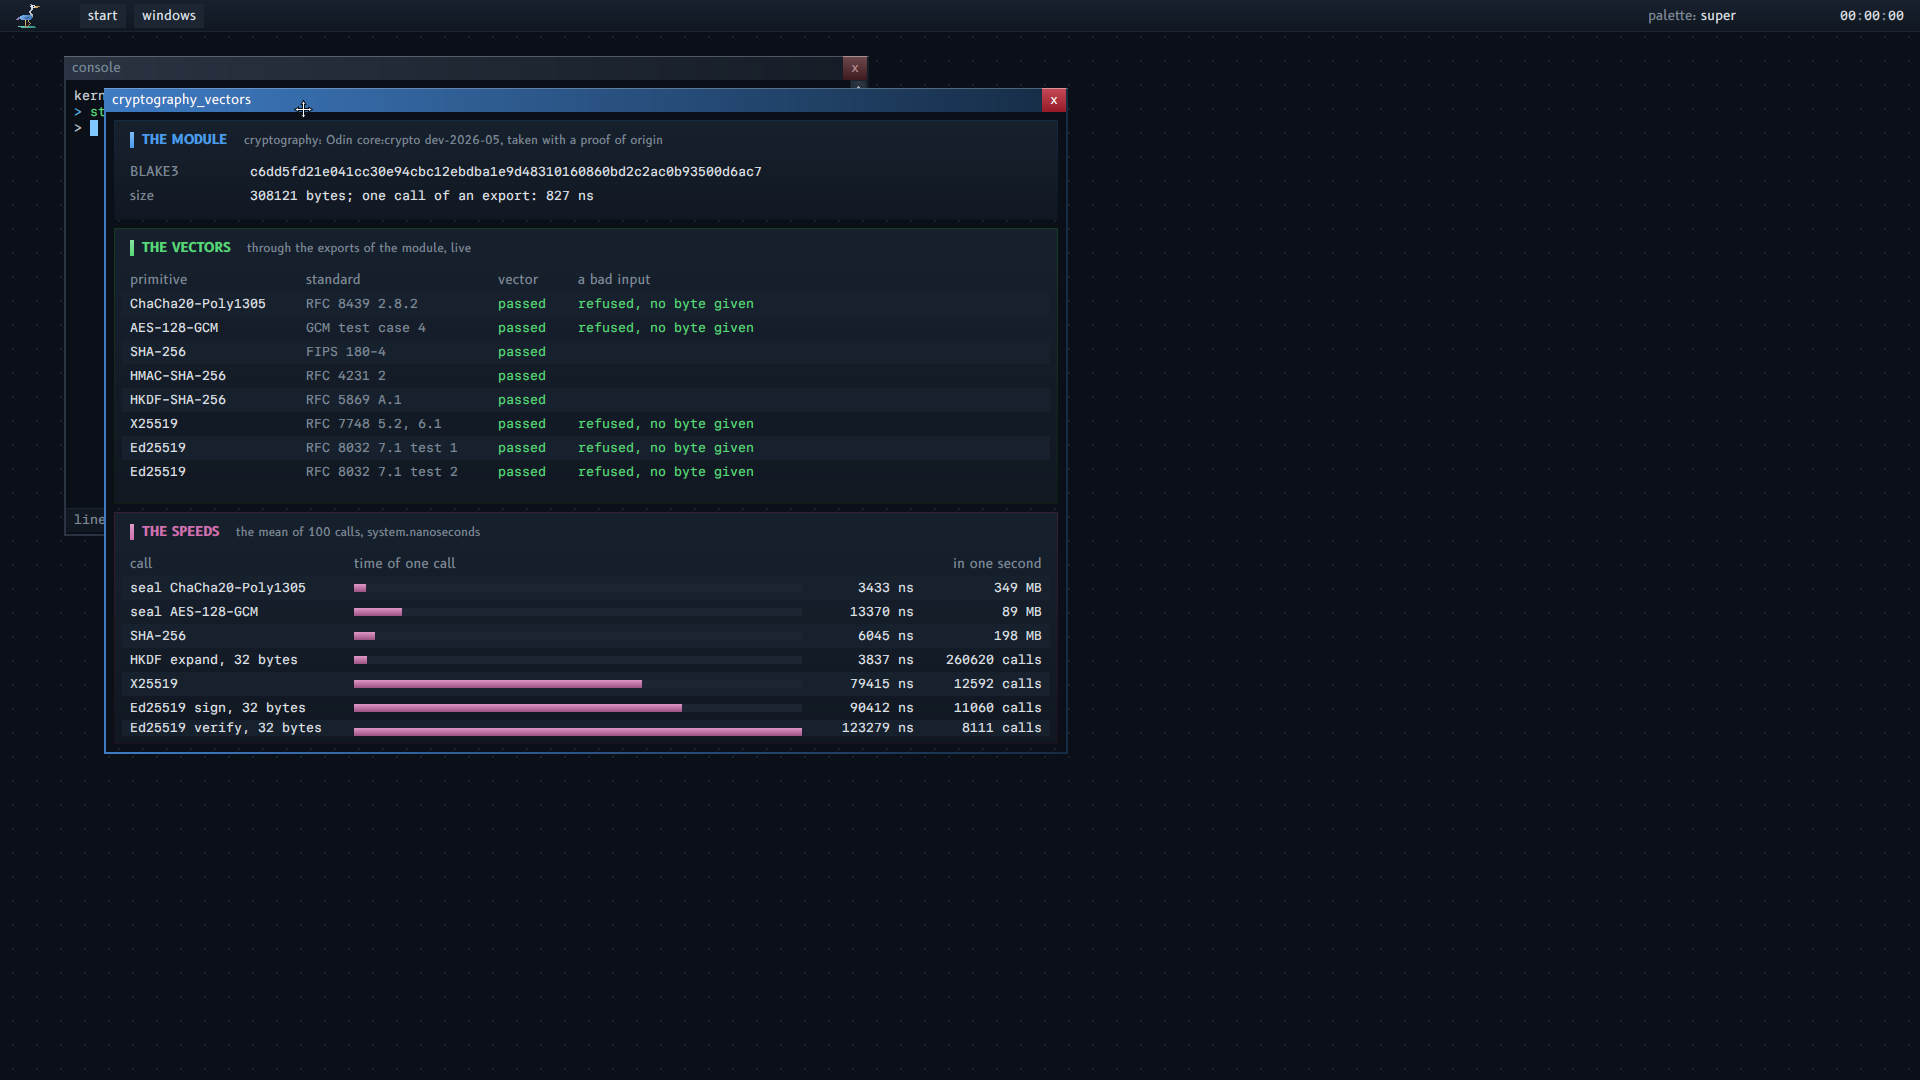 start windows palette: super 00:00:00
console x
kern
> st
>
line
cryptography_vectors x
THE MODULE cryptography: Odin core:crypto dev-2026-05, taken with a proof of origin
BLAKE3 c6dd5fd21e041cc30e94cbc12ebdba1e9d48310160860bd2c2ac0b93500d6ac7
size 308121 bytes; one call of an export: 827 ns
THE VECTORS through the exports of the module, live
primitive standard vector a bad input
ChaCha20-Poly1305 RFC 8439 2.8.2 passed refused, no byte given
AES-128-GCM GCM test case 4 passed refused, no byte given
SHA-256 FIPS 180-4 passed
HMAC-SHA-256 RFC 4231 2 passed
HKDF-SHA-256 RFC 5869 A.1 passed
X25519 RFC 7748 5.2, 6.1 passed refused, no byte given
Ed25519 RFC 8032 7.1 test 1 passed refused, no byte given
Ed25519 RFC 8032 7.1 test 2 passed refused, no byte given
THE SPEEDS the mean of 100 calls, system.nanoseconds
call time of one call in one second
seal ChaCha20-Poly1305 3433 ns 349 MB
seal AES-128-GCM 13370 ns 89 MB
SHA-256 6045 ns 198 MB
HKDF expand, 32 bytes 3837 ns 260620 calls
X25519 79415 ns 12592 calls
Ed25519 sign, 32 bytes 90412 ns 11060 calls
Ed25519 verify, 32 bytes 123279 ns 8111 calls